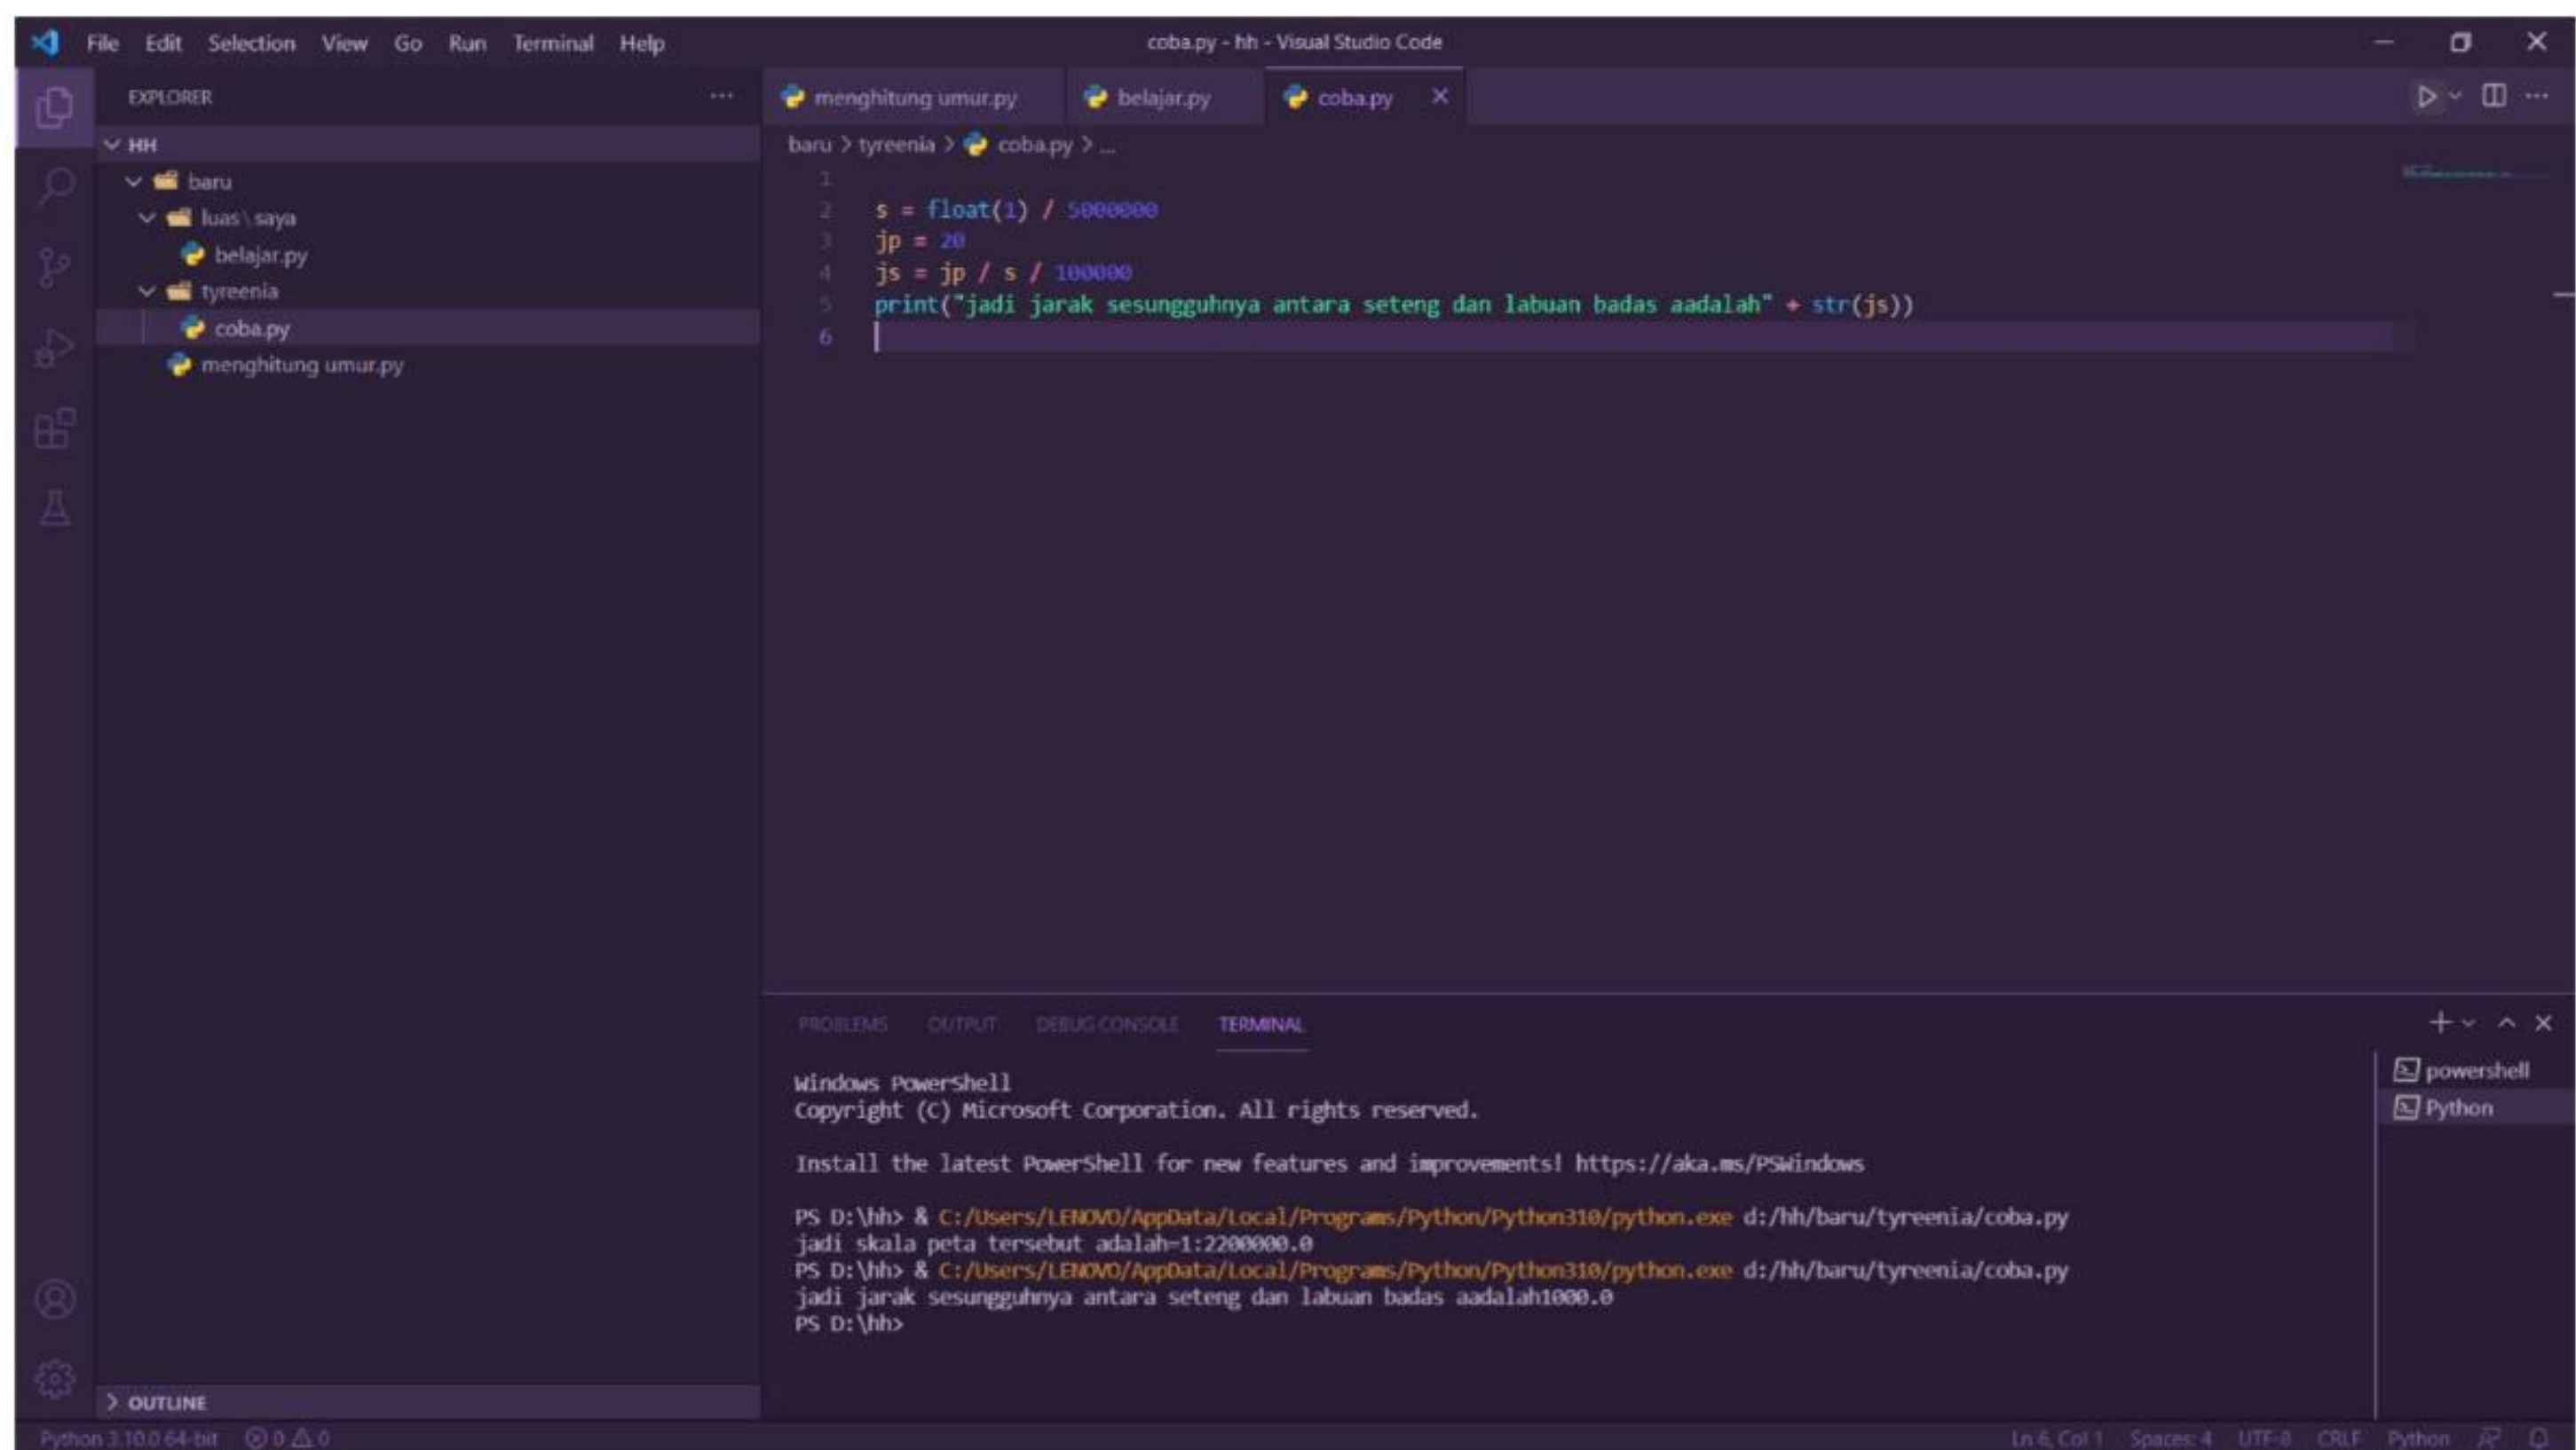 File Edit Selection View Go Run Terminal Help
coba.py - hh - Visual Studio Code
EXPLORER
HH
baru
luas \ saya
belajar.py
tyreenia
coba.py
menghitung umur.py
OUTLINE
menghitung umur.py belajar.py coba.py
baru > tyreenia > coba.py > ...
1
2 s = float(1) / 5000000
3 jp = 20
4 js = jp / s / 100000
5 print("jadi jarak sesungguhnya antara seteng dan labuan badas aadalah" + str(js))
6
PROBLEMS OUTPUT DEBUG CONSOLE TERMINAL
Windows PowerShell
Copyright (C) Microsoft Corporation. All rights reserved.
Install the latest PowerShell for new features and improvements! https://aka.ms/PSWindows
PS D:\hh> & C:/Users/LENOVO/AppData/Local/Programs/Python/Python310/python.exe d:/hh/baru/tyreenia/coba.py
jadi skala peta tersebut adalah=1:2200000.0
PS D:\hh> & C:/Users/LENOVO/AppData/Local/Programs/Python/Python310/python.exe d:/hh/baru/tyreenia/coba.py
jadi jarak sesungguhnya antara seteng dan labuan badas aadalah1000.0
PS D:\hh>
powershell
Python
Python 3.10.0 64-bit 0 0
Ln 6, Col 1 Spaces: 4 UTF-8 CRLF Python